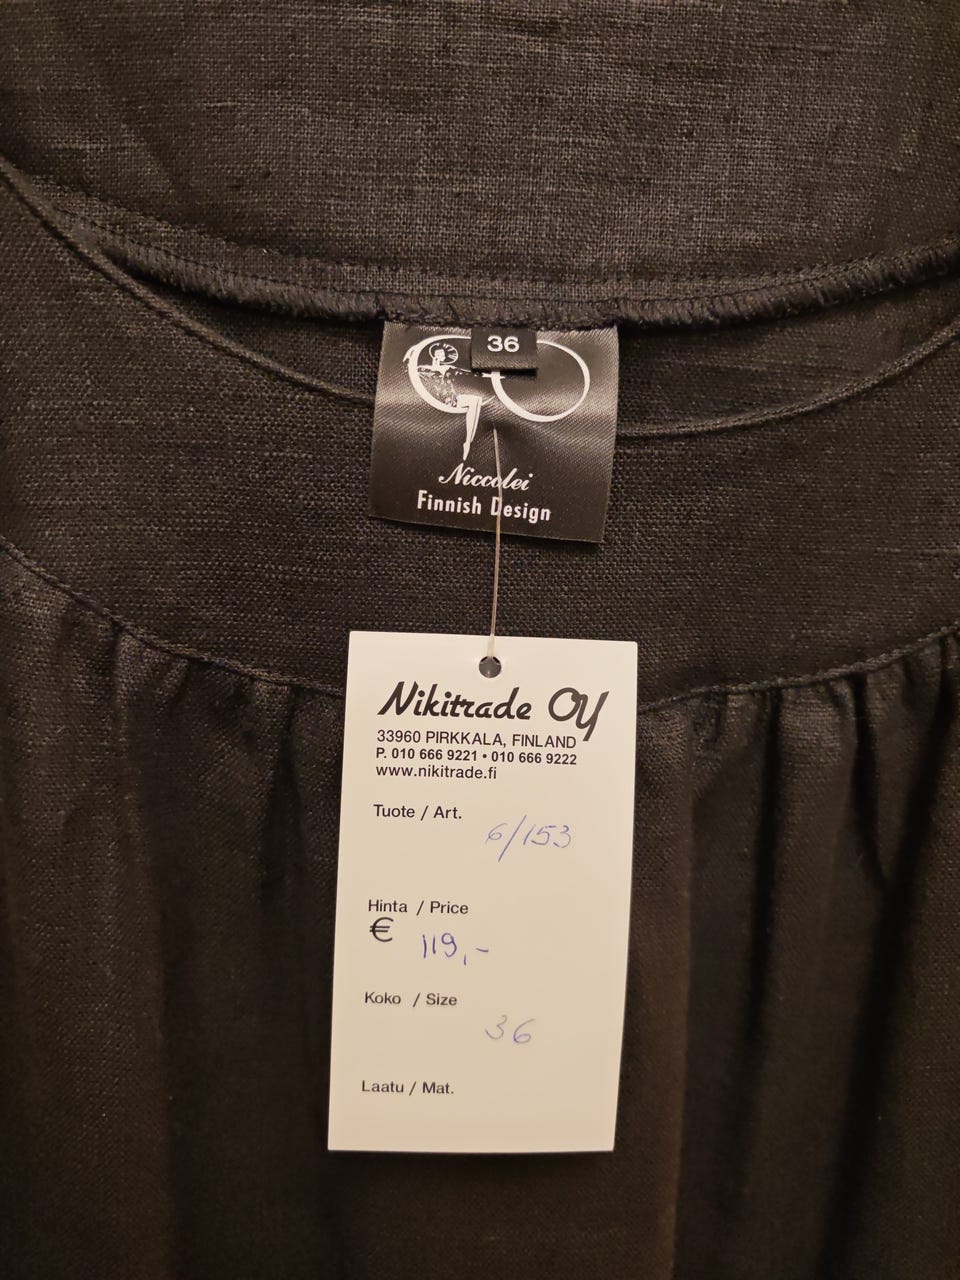 36
Niccolei
Finnish Design
Nikitrade Oy
33960 PIRKKALA, FINLAND
P. 010 666 9221 • 010 666 9222
www.nikitrade.fi
Tuote / Art.
6/153
Hinta / Price
€ 119,-
Koko / Size
36
Laatu / Mat.